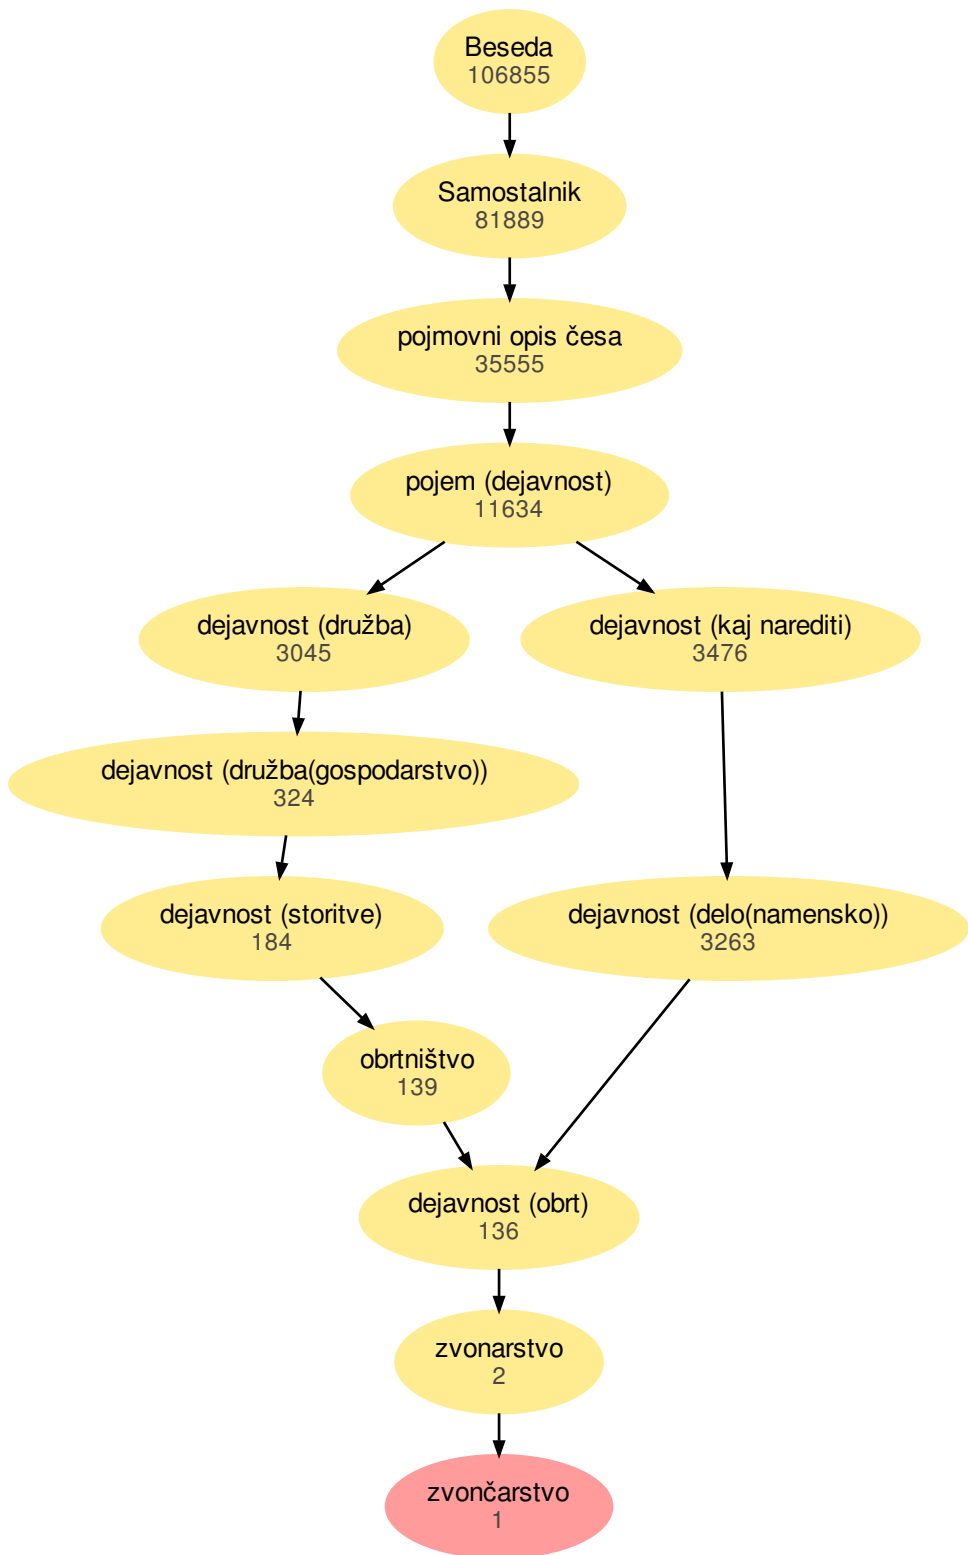 Beseda
106855
Samostalnik
81889
pojmovni opis česa
35555
pojem (dejavnost)
11634
dejavnost (družba)
3045
dejavnost (kaj narediti)
3476
dejavnost (družba(gospodarstvo))
324
dejavnost (storitve)
184
dejavnost (delo(namensko))
3263
obrtništvo
139
dejavnost (obrt)
136
zvonarstvo
2
zvončarstvo
1